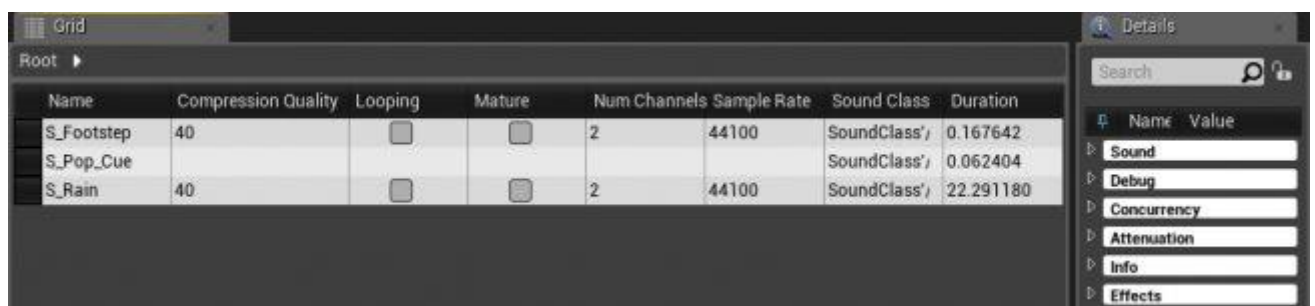 Grid
Root
Name Compression Quality Looping Mature Num Channels Sample Rate Sound Class Duration
S_Footstep 40 2 44100 SoundClass'/ 0.167642
S_Pop_Cue SoundClass'/ 0.062404
S_Rain 40 2 44100 SoundClass'/ 22.291180
Details
Search
Name Value
Sound
Debug
Concurrency
Attenuation
Info
Effects